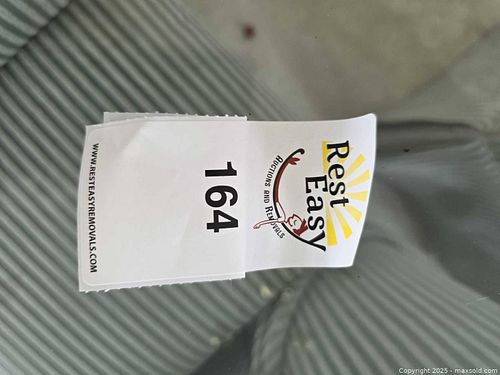 Rest
Easy
AUCTIONS AND REMOVALS
164
WWW.RESTEASYREMOVALS.COM
Copyright 2025 - maxsold.com